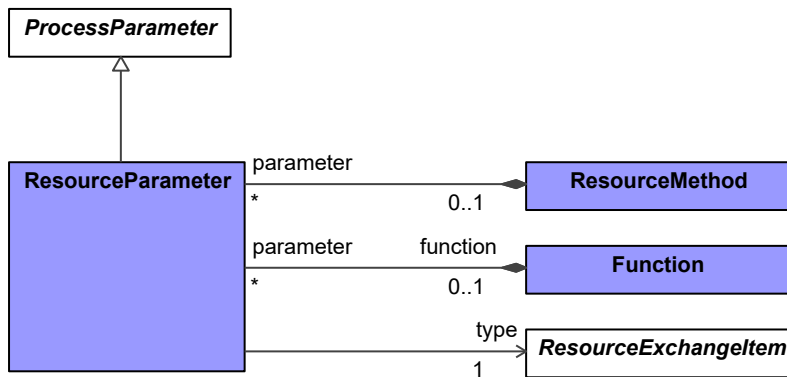 ProcessParameter
ResourceParameter
parameter
*
0..1
ResourceMethod
parameter
function
*
0..1
Function
type
1
ResourceExchangeItem